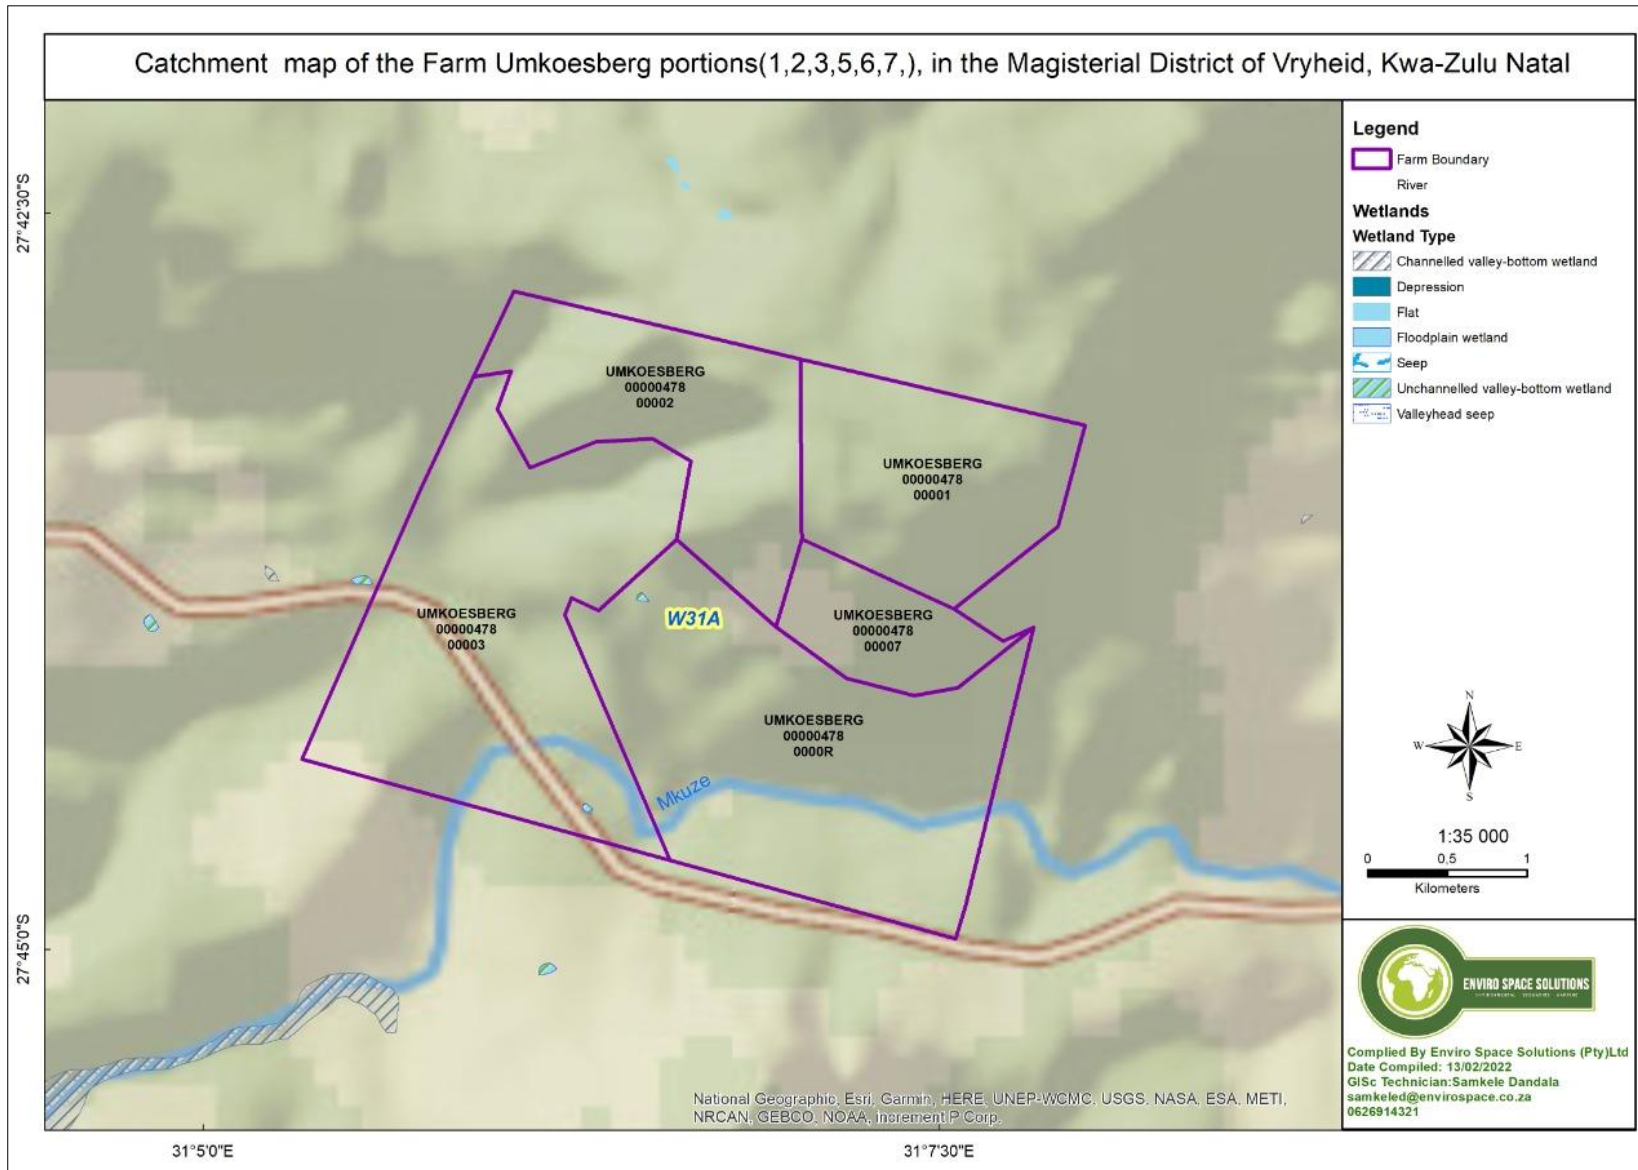 Catchment map of the Farm Umkoesberg portions(1,2,3,5,6,7,), in the Magisterial District of Vryheid, Kwa-Zulu Natal
27°42'30"S
27°45'0"S
31°5'0"E
31°7'30"E
UMKOESBERG
00000478
00002
UMKOESBERG
00000478
00001
UMKOESBERG
00000478
00003
W31A
UMKOESBERG
00000478
00007
UMKOESBERG
00000478
0000R
Mkuze
National Geographic, Esri, Garmin, HERE, UNEP-WCMC, USGS, NASA, ESA, METI,
NRCAN, GEBCO, NOAA, increment P Corp.
Legend
Farm Boundary
River
Wetlands
Wetland Type
Channelled valley-bottom wetland
Depression
Flat
Floodplain wetland
Seep
Unchannelled valley-bottom wetland
Valleyhead seep
N
W E
S
1:35 000
0 0,5 1
Kilometers
ENVIRO SPACE SOLUTIONS
Complied By Enviro Space Solutions (Pty)Ltd
Date Compiled: 13/02/2022
GISc Technician:Samkele Dandala
samkeled@envirospace.co.za
0626914321